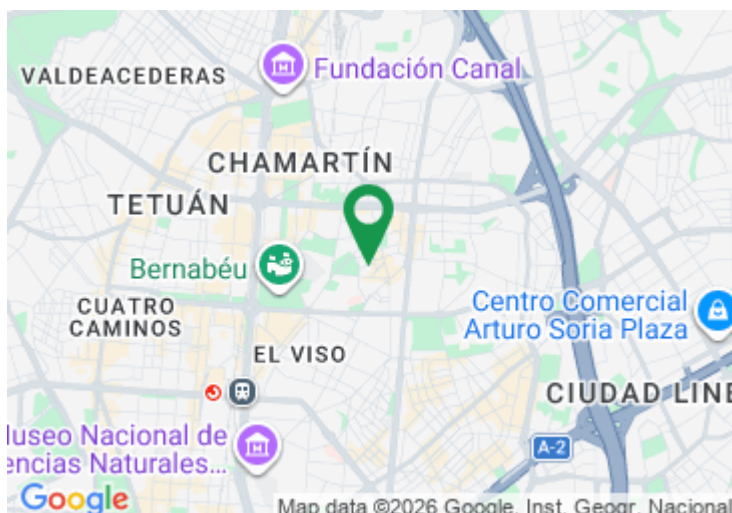 VALDEACEDERAS
Fundación Canal
CHAMARTÍN
TETUÁN
Bernabéu
CUATRO
CAMINOS
Centro Comercial
Arturo Soria Plaza
EL VISO
CIUDAD LINE
Museo Nacional de
encias Naturales...
A-2
Google
Map data ©2026 Google, Inst. Geogr. Nacional